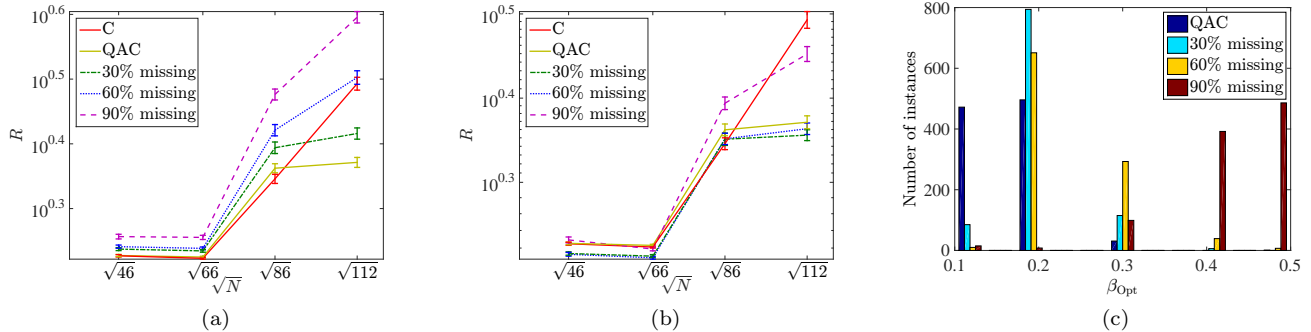 10^0.6
10^0.5
10^0.4
10^0.3
R
C
QAC
30% missing
60% missing
90% missing
√46
√66
√86
√112
√N
(a)
10^0.5
10^0.4
10^0.3
R
C
QAC
30% missing
60% missing
90% missing
√46
√66
√86
√112
√N
(b)
800
600
400
200
0
Number of instances
QAC
30% missing
60% missing
90% missing
0.1
0.2
0.3
0.4
0.5
β_Opt
(c)